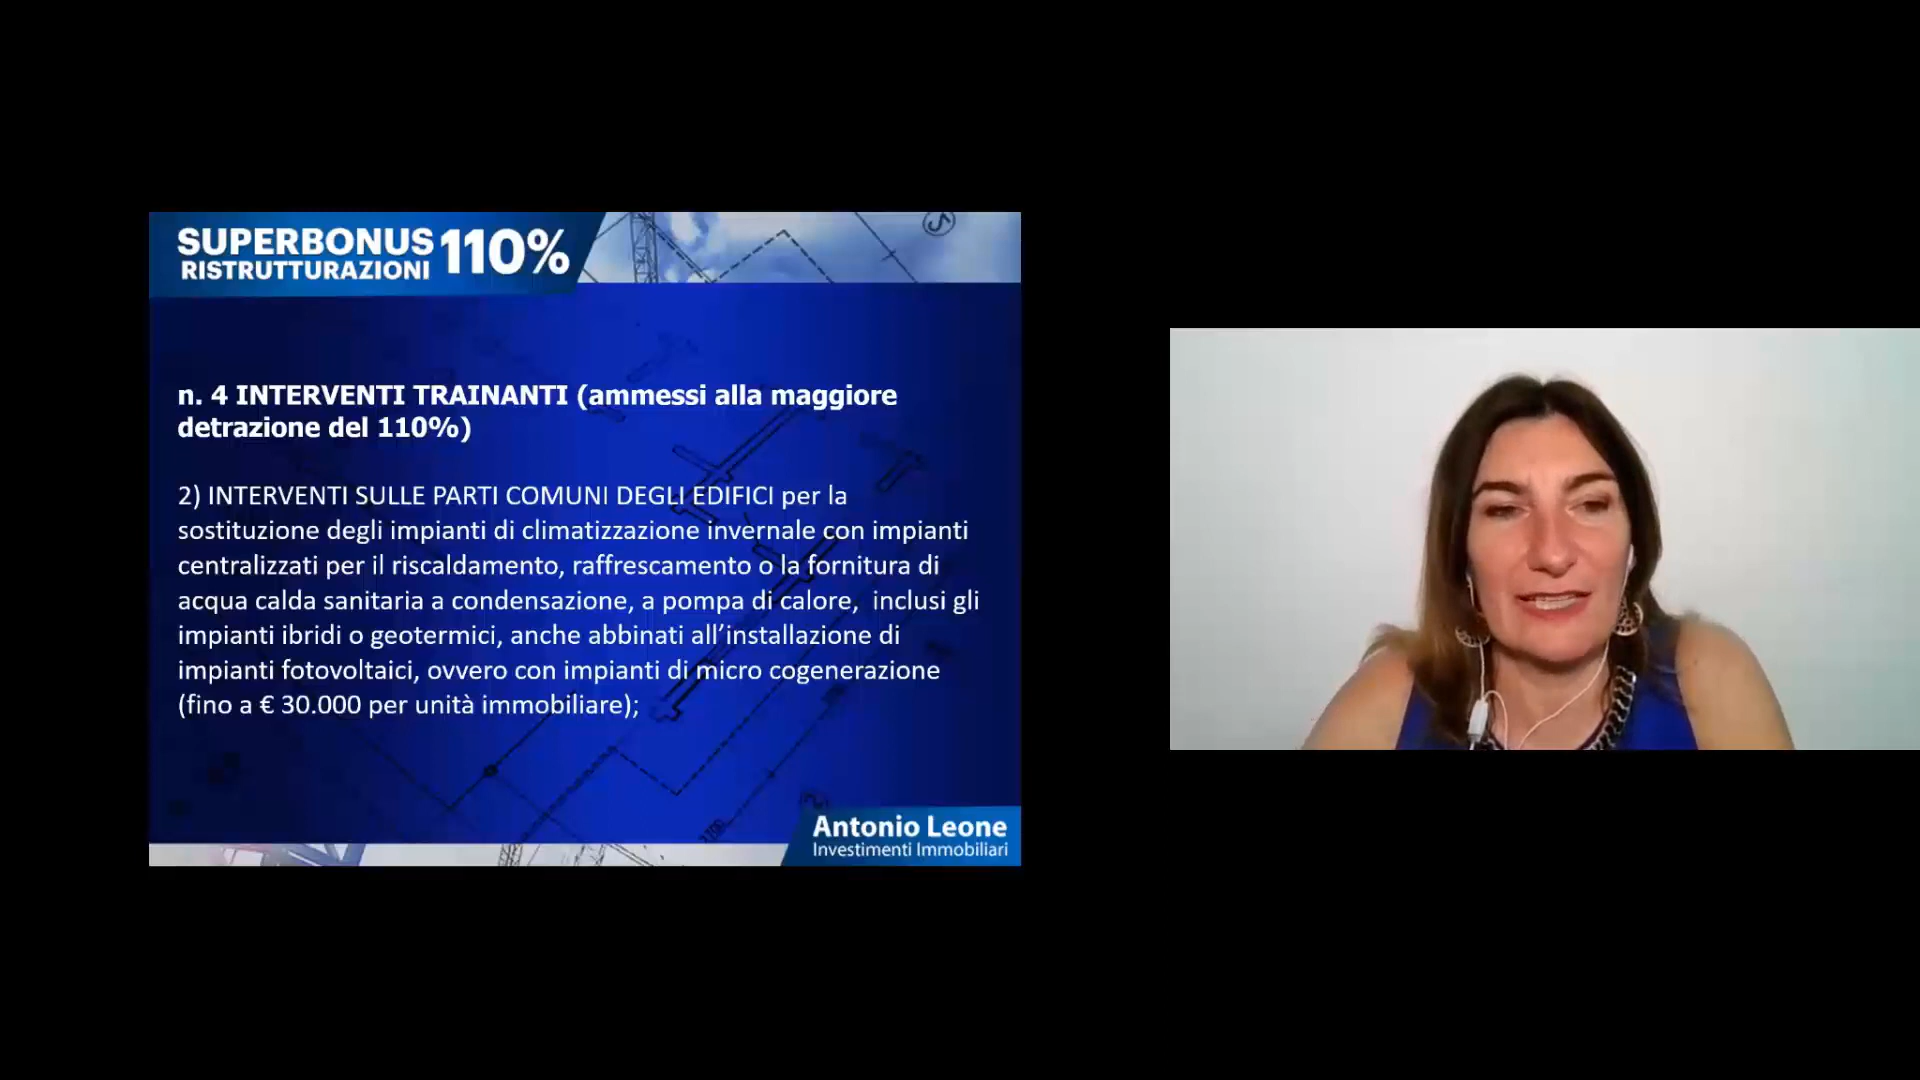 SUPERBONUS 110%
RISTRUTTURAZIONI
n. 4 INTERVENTI TRAINANTI (ammessi alla maggiore
detrazione del 110%)
2) INTERVENTI SULLE PARTI COMUNI DEGLI EDIFICI per la
sostituzione degli impianti di climatizzazione invernale con impianti
centralizzati per il riscaldamento, raffrescamento o la fornitura di
acqua calda sanitaria a condensazione, a pompa di calore, inclusi gli
impianti ibridi o geotermici, anche abbinati all’installazione di
impianti fotovoltaici, ovvero con impianti di micro cogenerazione
(fino a € 30.000 per unità immobiliare);
Antonio Leone
Investimenti Immobiliari